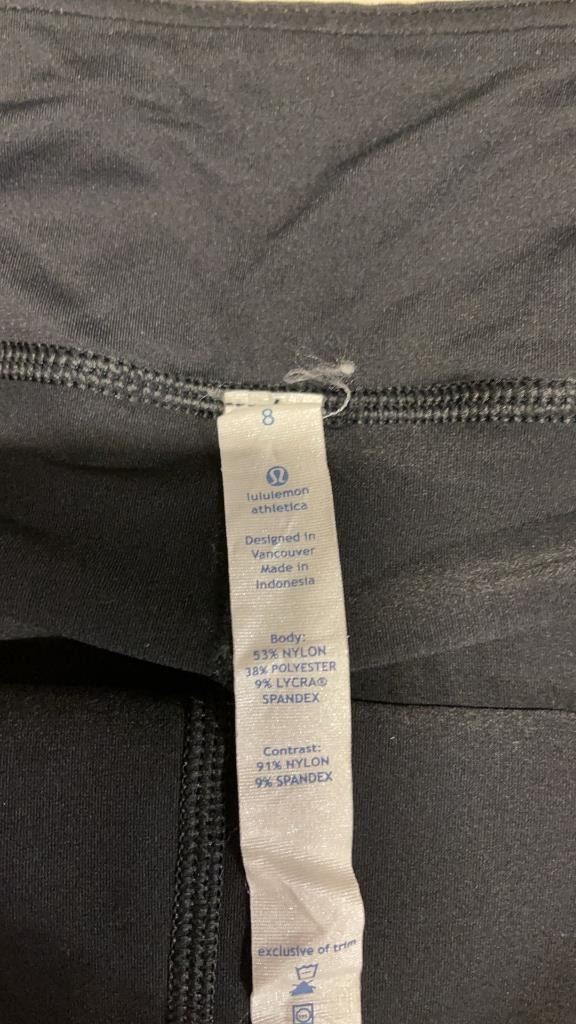 8
lululemon
athletica
Designed in
Vancouver
Made in
Indonesia
Body:
53% NYLON
38% POLYESTER
9% LYCRA®
SPANDEX
Contrast:
91% NYLON
9% SPANDEX
exclusive of trim